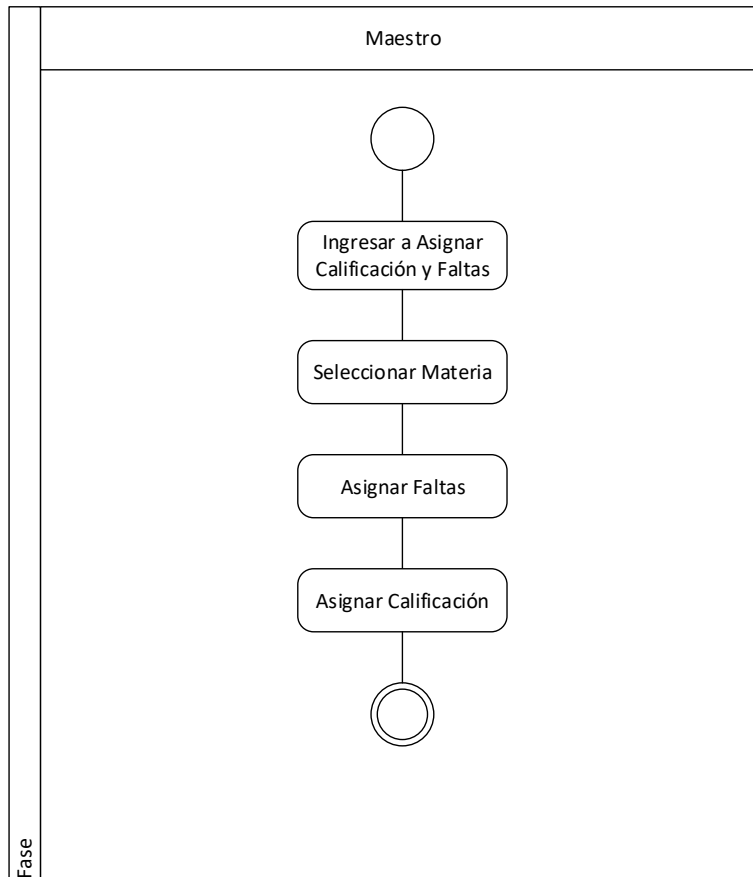 Maestro
Ingresar a Asignar
Calificación y Faltas
Seleccionar Materia
Asignar Faltas
Asignar Calificación
Fase